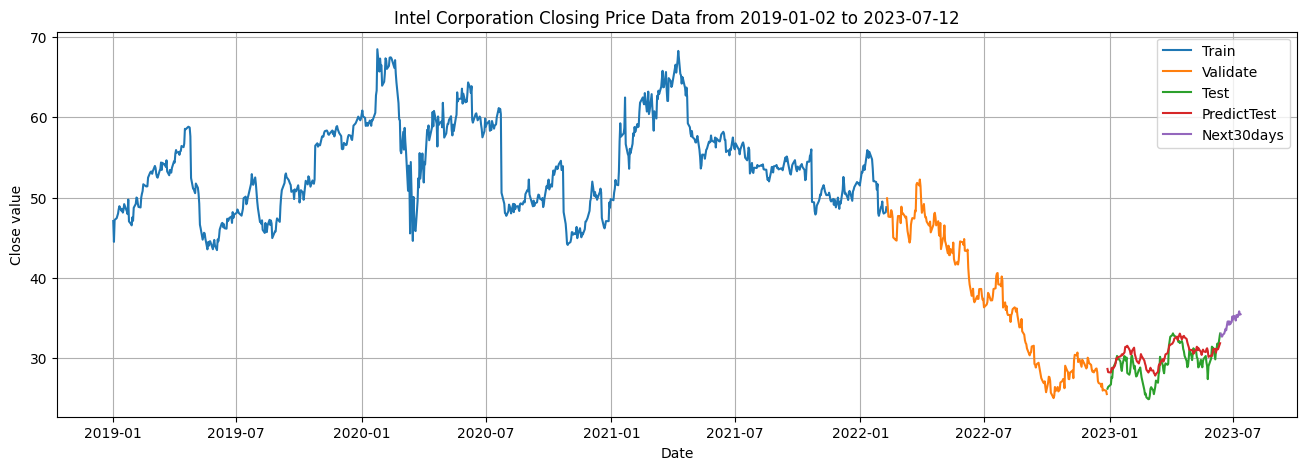 Intel Corporation Closing Price Data from 2019-01-02 to 2023-07-12
Close value
70
60
50
40
30
Train
Validate
Test
PredictTest
Next30days
2019-01
2019-07
2020-01
2020-07
2021-01
2021-07
2022-01
2022-07
2023-01
2023-07
Date